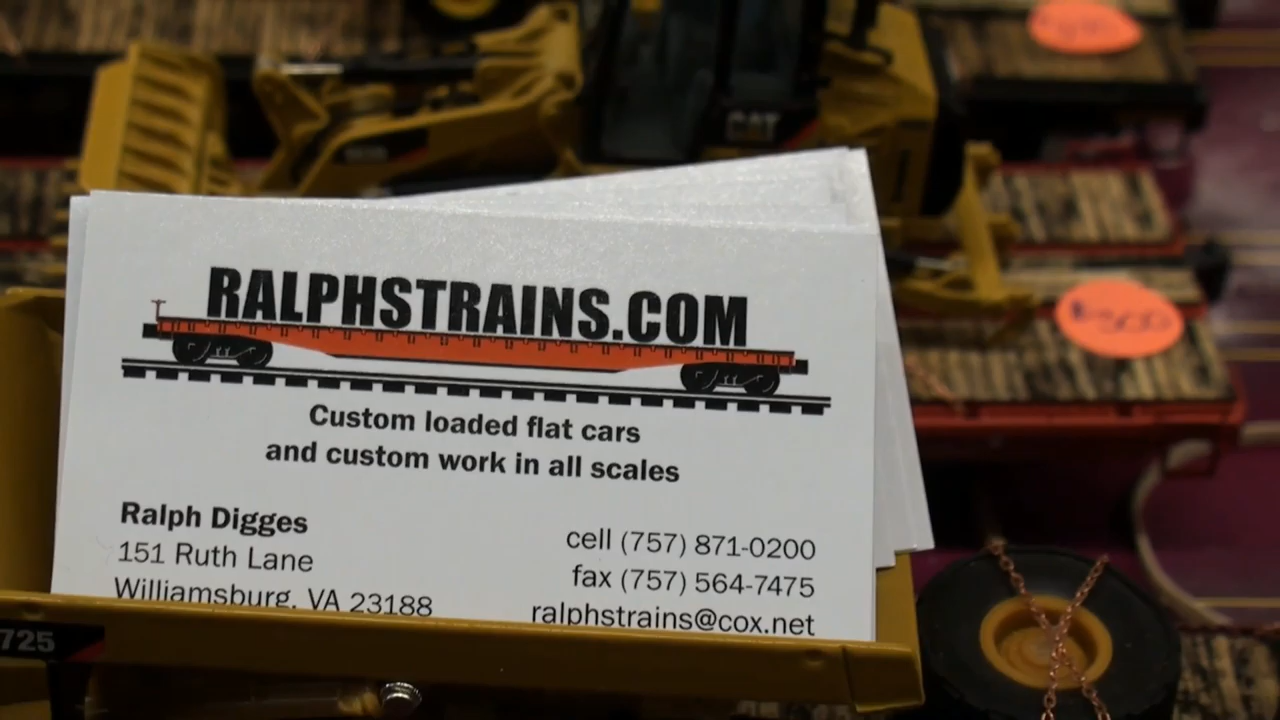 CAT
RALPHSTRAINS.COM
Custom loaded flat cars
and custom work in all scales
Ralph Digges
151 Ruth Lane
Williamsburg, VA 23188
cell (757) 871-0200
fax (757) 564-7475
ralphstrains@cox.net
725